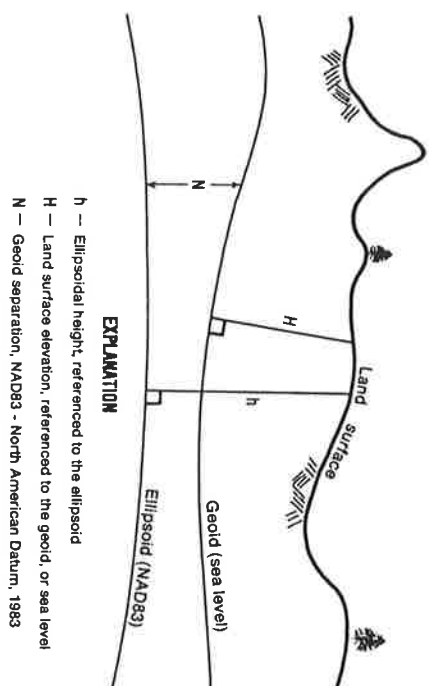 Land surface
H
h
N
Geoid (sea level)
Ellipsoid (NAD83)
EXPLANATION
h — Ellipsoidal height, referenced to the ellipsoid
H — Land surface elevation, referenced to the geoid, or sea level
N — Geoid separation, NAD83 - North American Datum, 1983